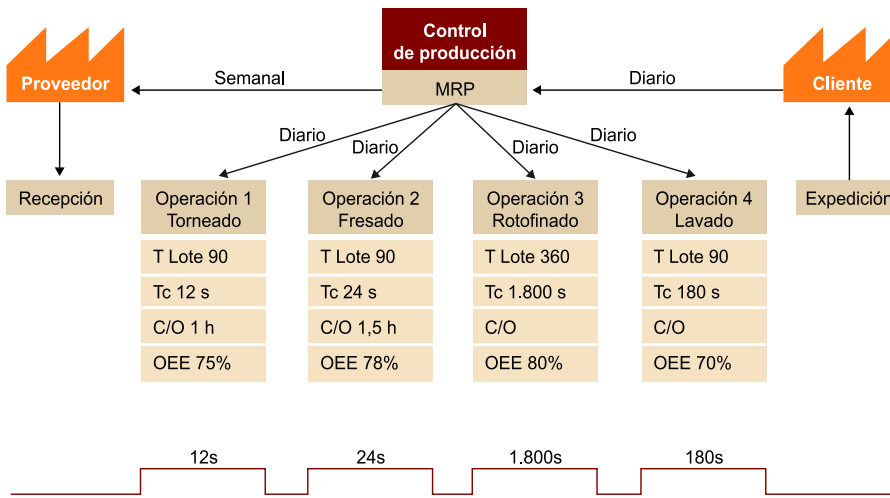 Control
de producción
MRP
Proveedor
Semanal
Diario
Cliente
Diario
Diario
Diario
Diario
Recepción
Operación 1
Torneado
Operación 2
Fresado
Operación 3
Rotofinado
Operación 4
Lavado
Expedición
T Lote 90
T Lote 90
T Lote 360
T Lote 90
Tc 12 s
Tc 24 s
Tc 1.800 s
Tc 180 s
C/O 1 h
C/O 1,5 h
C/O
C/O
OEE 75%
OEE 78%
OEE 80%
OEE 70%
12s
24s
1.800s
180s